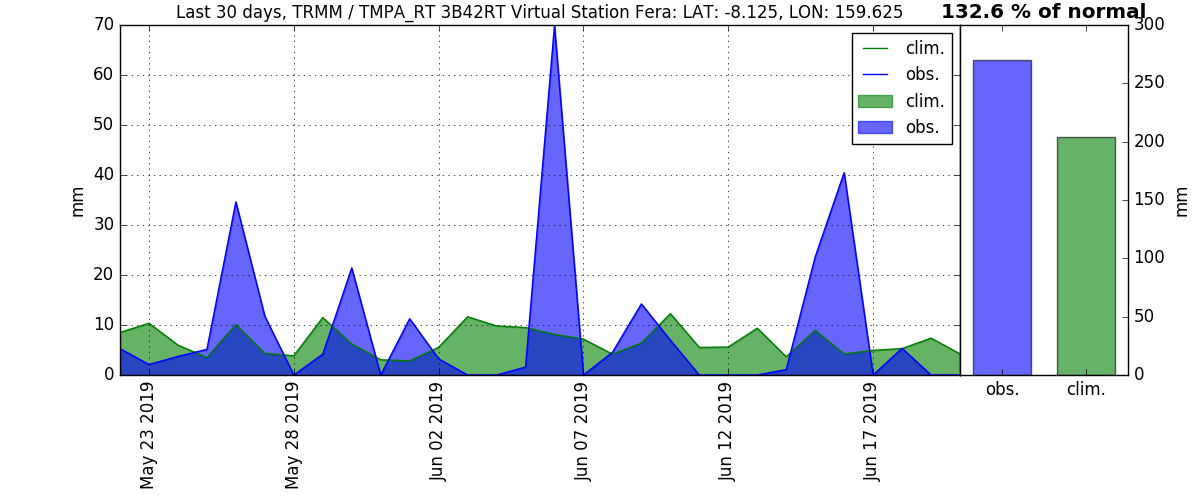 Last 30 days, TRMM / TMPA_RT 3B42RT Virtual Station Fera: LAT: -8.125, LON: 159.625
132.6 % of normal
70
60
50
40
30
20
10
0
mm
clim.
obs.
clim.
obs.
May 23 2019
May 28 2019
Jun 02 2019
Jun 07 2019
Jun 12 2019
Jun 17 2019
300
250
200
150
100
50
0
mm
obs.
clim.